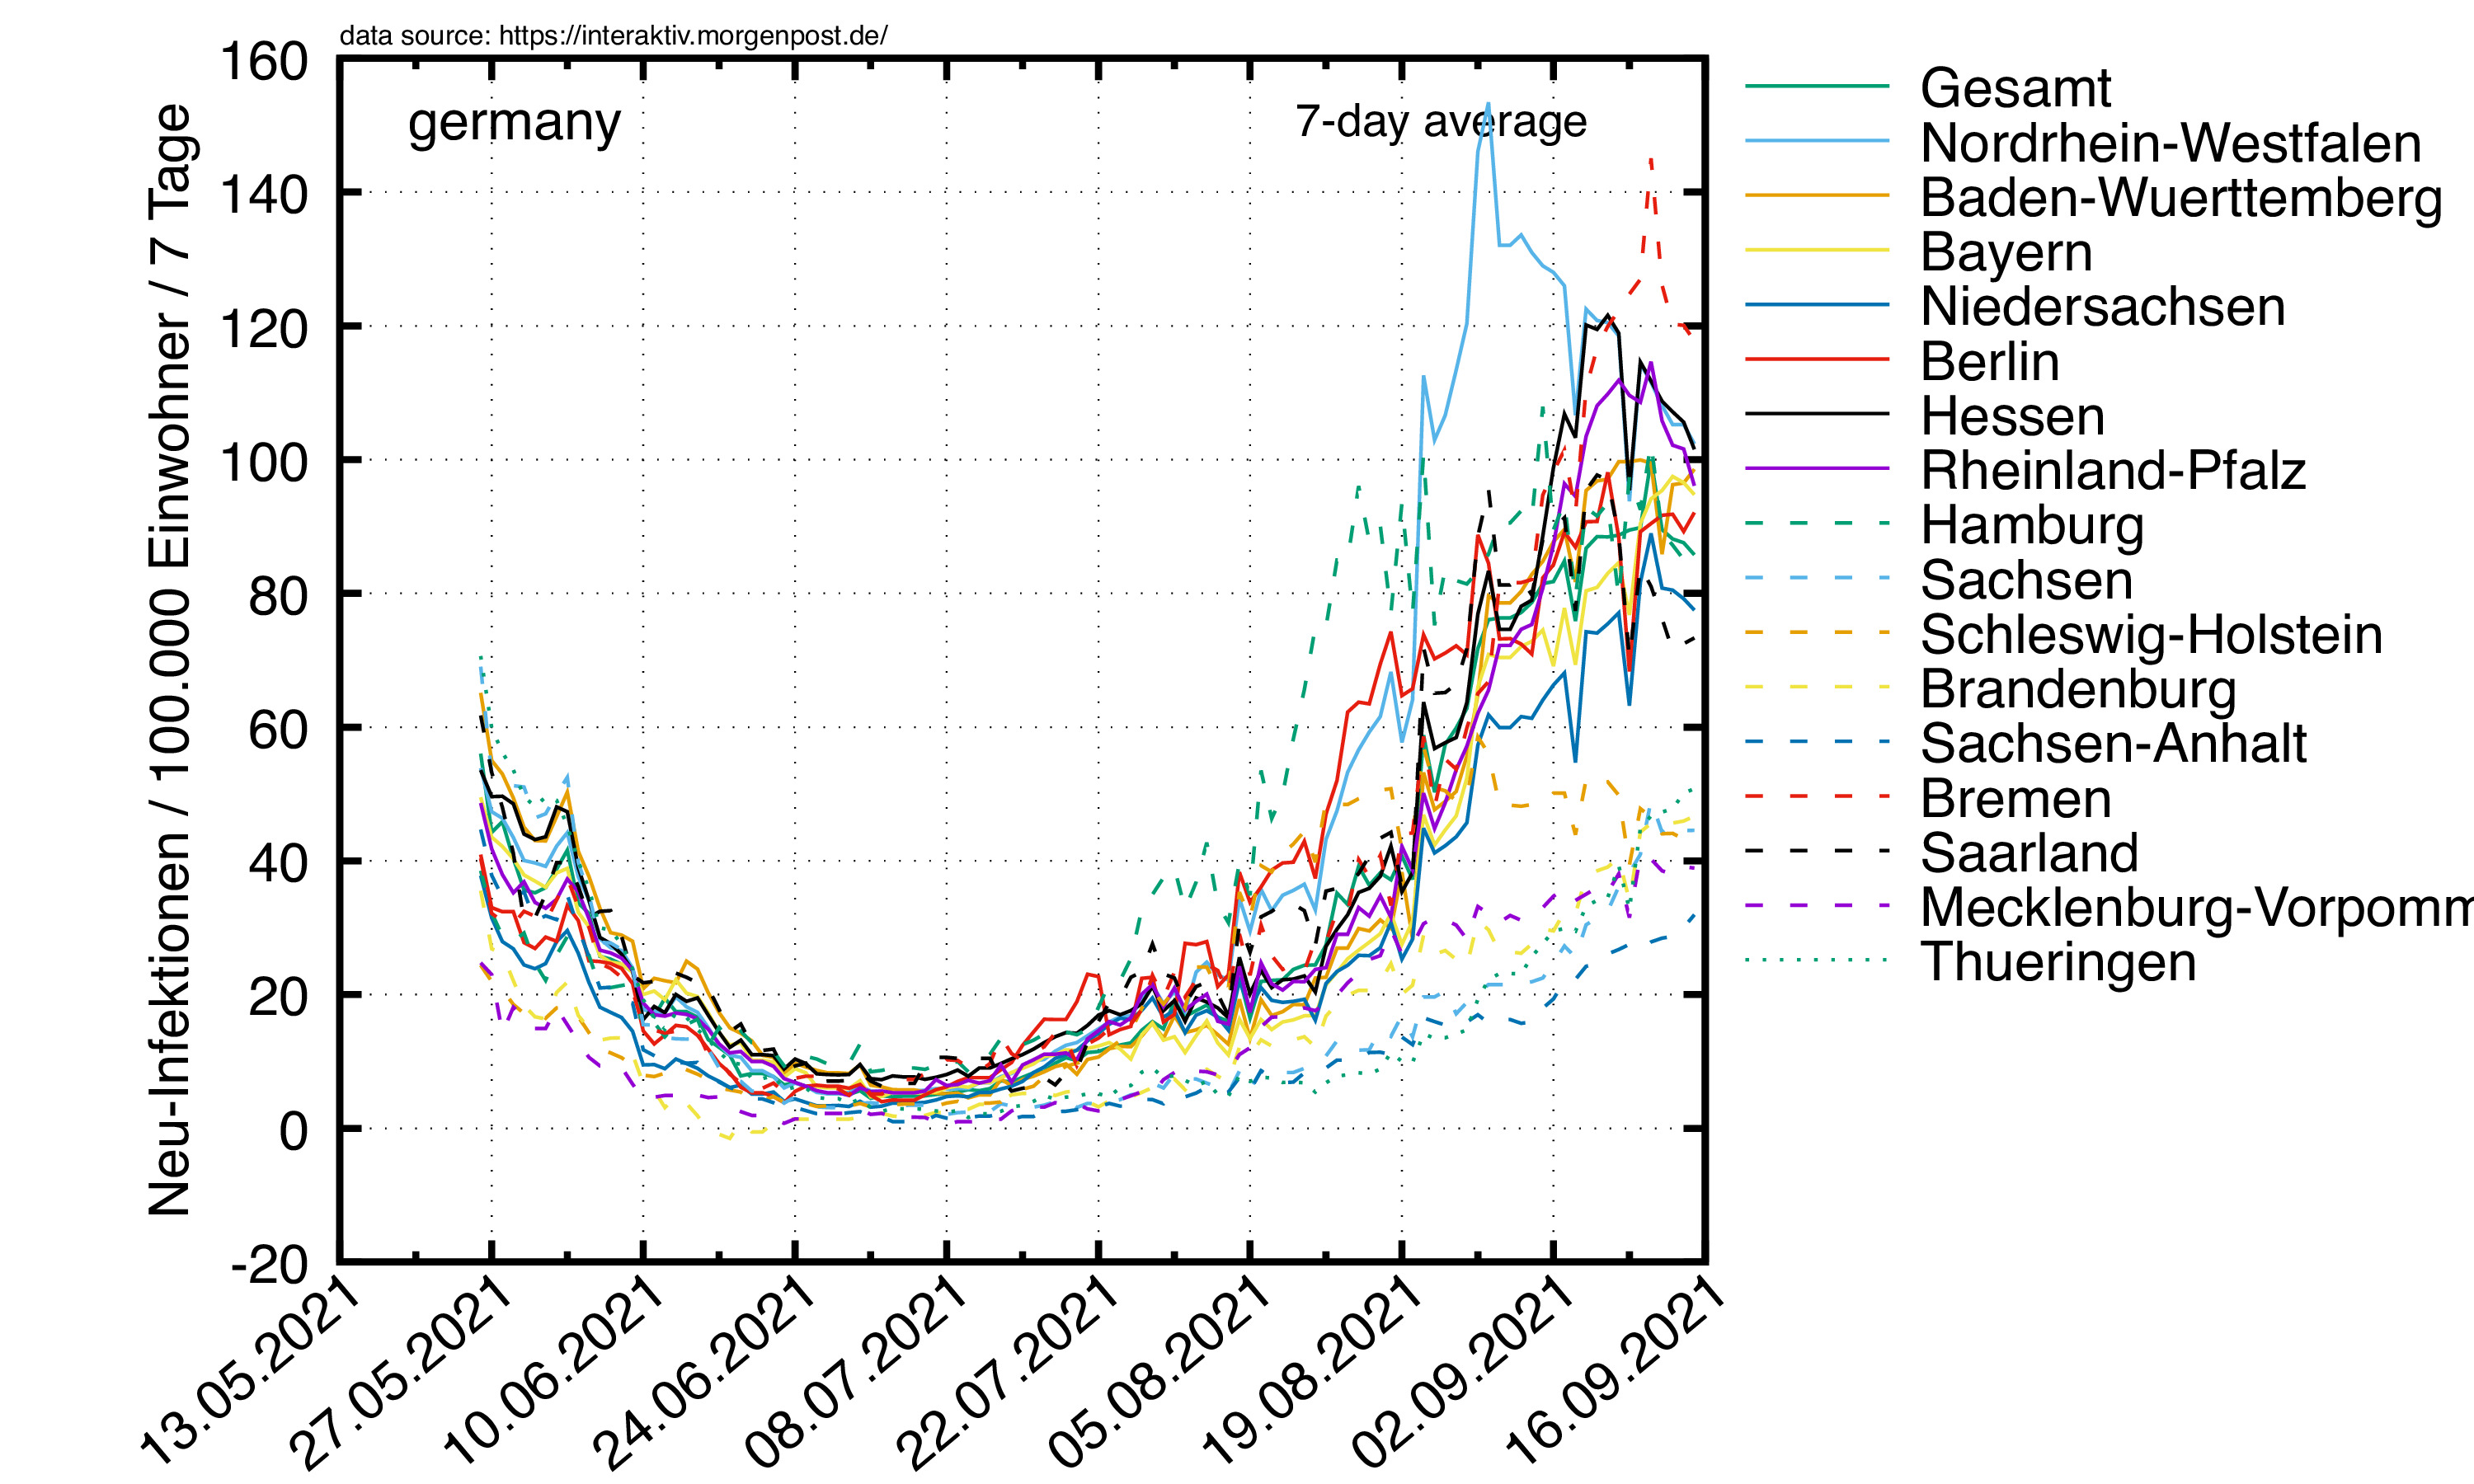 data source: https://interaktiv.morgenpost.de/
germany
7-day average
Neu-Infektionen / 100.000 Einwohner / 7 Tage
160
140
120
100
80
60
40
20
0
-20
13.05.2021
27.05.2021
10.06.2021
24.06.2021
08.07.2021
22.07.2021
05.08.2021
19.08.2021
02.09.2021
16.09.2021
Gesamt
Nordrhein-Westfalen
Baden-Wuerttemberg
Bayern
Niedersachsen
Berlin
Hessen
Rheinland-Pfalz
Hamburg
Sachsen
Schleswig-Holstein
Brandenburg
Sachsen-Anhalt
Bremen
Saarland
Mecklenburg-Vorpomm
Thueringen